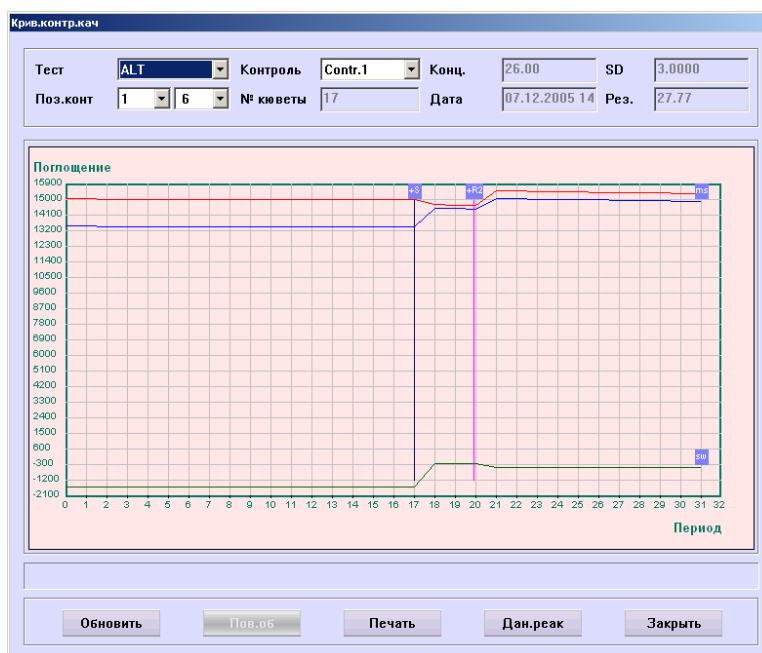 Крив.контр.кач
Тест ALT Контроль Contr.1 Конц. 26.00 SD 3.0000
Поз.конт 1 6 № кюветы 17 Дата 07.12.2005 14 Рез. 27.77
Поглощение
15900
+S +R2 ms
15000
14100
13200
12300
11400
10500
9600
8700
7800
6900
6000
5100
4200
3300
2400
1500
600
sw
-300
-1200
-2100
0 1 2 3 4 5 6 7 8 9 10 11 12 13 14 15 16 17 18 19 20 21 22 23 24 25 26 27 28 29 30 31 32
Период
Обновить Пов.об Печать Дан.реак Закрыть